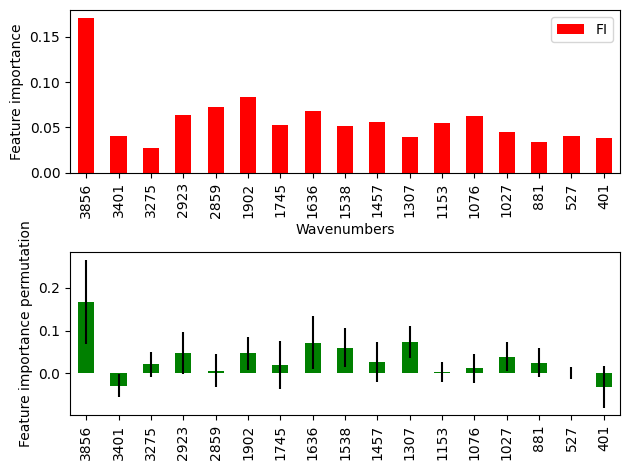 Feature importance
0.15
0.10
0.05
0.00
FI
3856 3401 3275 2923 2859 1902 1745 1636 1538 1457 1307 1153 1076 1027 881 527 401
Wavenumbers
Feature importance permutation
0.2
0.1
0.0
3856 3401 3275 2923 2859 1902 1745 1636 1538 1457 1307 1153 1076 1027 881 527 401